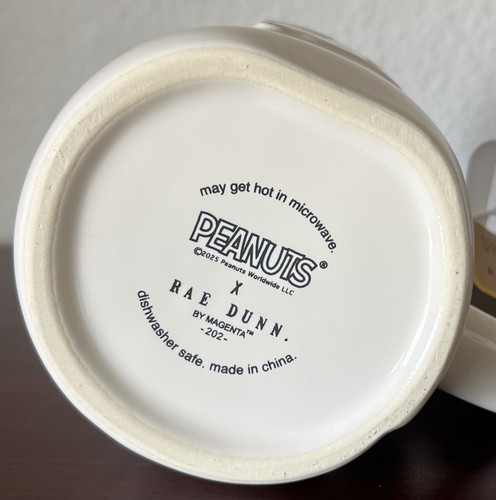 may get hot in microwave.
PEANUTS®
©2025 Peanuts Worldwide LLC
X
RAE DUNN.
BY MAGENTA™
-202-
dishwasher safe. made in china.